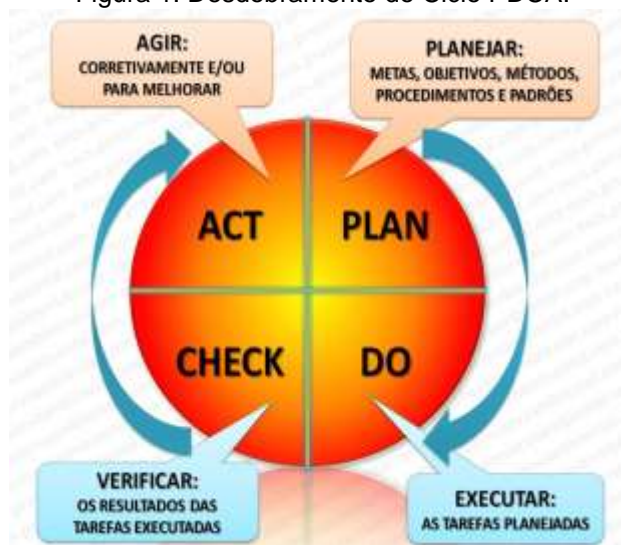 AGIR:
CORRETIVAMENTE E/OU
PARA MELHORAR
PLANEJAR:
METAS, OBJETIVOS, MÉTODOS,
PROCEDIMENTOS E PADRÕES
ACT
PLAN
CHECK
DO
VERIFICAR:
OS RESULTADOS DAS
TAREFAS EXECUTADAS
EXECUTAR:
AS TAREFAS PLANEJADAS